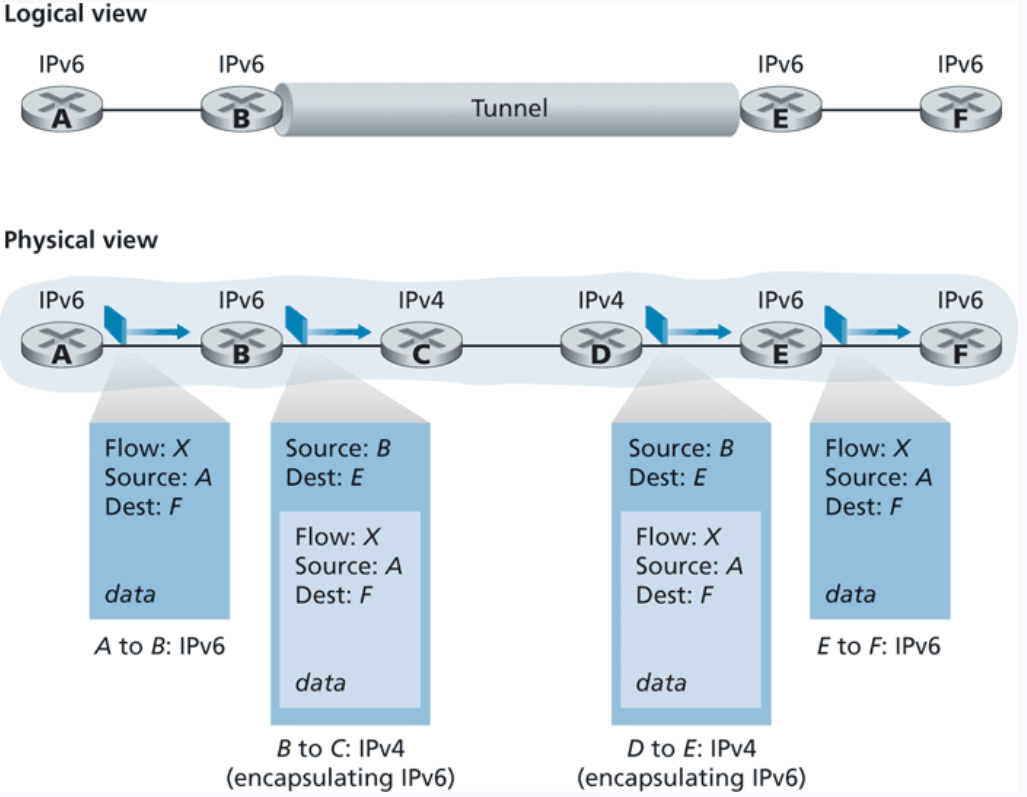 Logical view
IPv6 IPv6 IPv6 IPv6
A B Tunnel E F
Physical view
IPv6 IPv6 IPv4 IPv4 IPv6 IPv6
A B C D E F
Flow: X
Source: A
Dest: F
data
A to B: IPv6
Source: B
Dest: E
Flow: X
Source: A
Dest: F
data
B to C: IPv4
(encapsulating IPv6)
Source: B
Dest: E
Flow: X
Source: A
Dest: F
data
D to E: IPv4
(encapsulating IPv6)
Flow: X
Source: A
Dest: F
data
E to F: IPv6